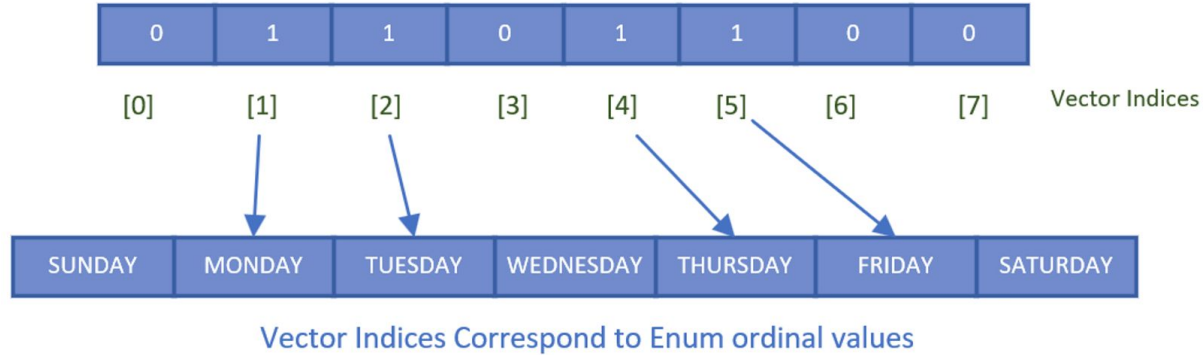 0 1 1 0 1 1 0 0
[0] [1] [2] [3] [4] [5] [6] [7] Vector Indices
SUNDAY MONDAY TUESDAY WEDNESDAY THURSDAY FRIDAY SATURDAY
Vector Indices Correspond to Enum ordinal values